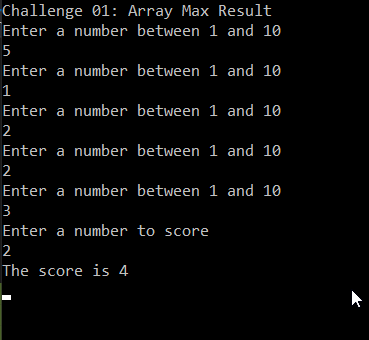 Challenge 01: Array Max Result
Enter a number between 1 and 10
5
Enter a number between 1 and 10
1
Enter a number between 1 and 10
2
Enter a number between 1 and 10
2
Enter a number between 1 and 10
3
Enter a number to score
2
The score is 4